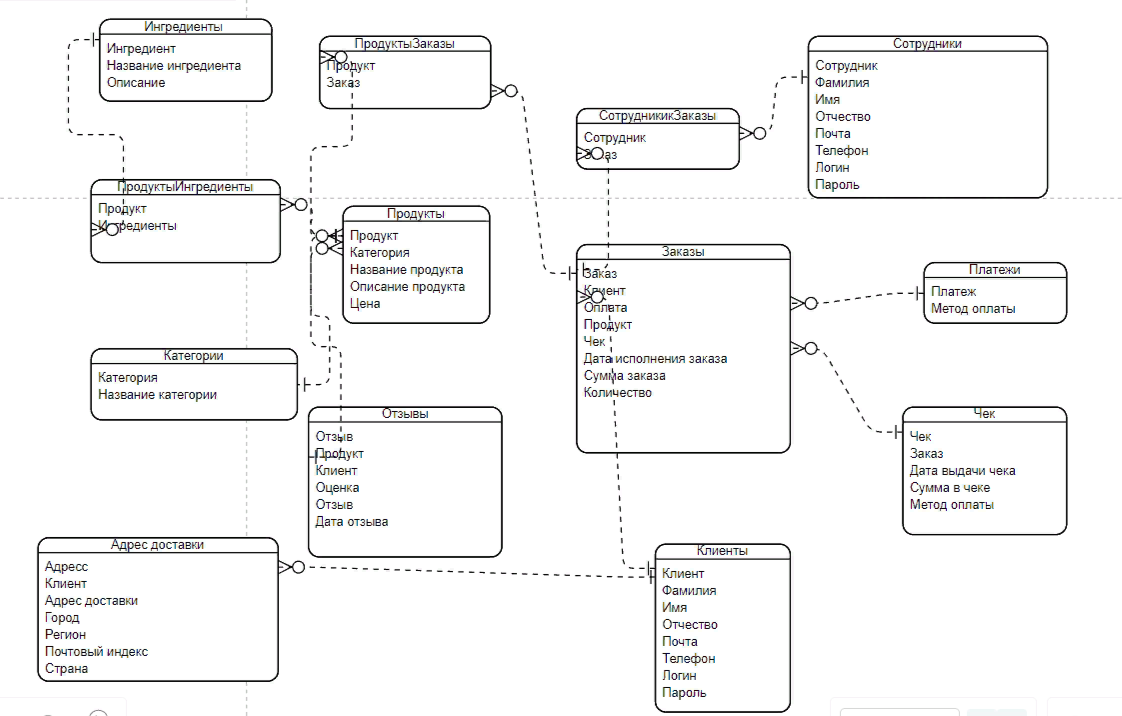 Ингредиенты
Ингредиент
Название ингредиента
Описание
ПродуктыЗаказы
Продукт
Заказ
СотрудникикЗаказы
Сотрудник
Заказ
Сотрудники
Сотрудник
Фамилия
Имя
Отчество
Почта
Телефон
Логин
Пароль
ПродуктыИнгредиенты
Продукт
Ингредиенты
Продукты
Продукт
Категория
Название продукта
Описание продукта
Цена
Заказы
Заказ
Клиент
Оплата
Продукт
Чек
Дата исполнения заказа
Сумма заказа
Количество
Платежи
Платеж
Метод оплаты
Категории
Категория
Название категории
Отзывы
Отзыв
Продукт
Клиент
Оценка
Отзыв
Дата отзыва
Чек
Чек
Заказ
Дата выдачи чека
Сумма в чеке
Метод оплаты
Адрес доставки
Адресс
Клиент
Адрес доставки
Город
Регион
Почтовый индекс
Страна
Клиенты
Клиент
Фамилия
Имя
Отчество
Почта
Телефон
Логин
Пароль